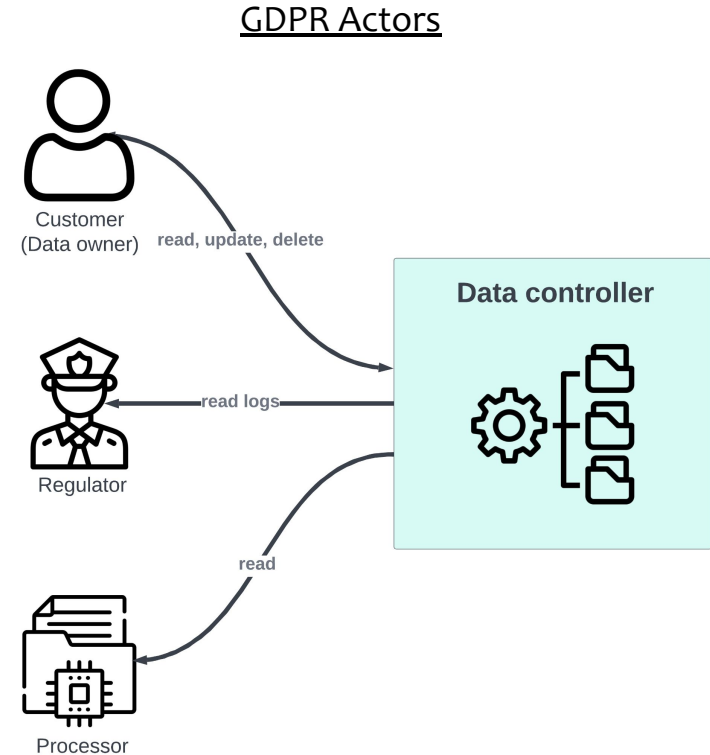 GDPR Actors
Customer
(Data owner)
read, update, delete
Data controller
read logs
Regulator
read
Processor